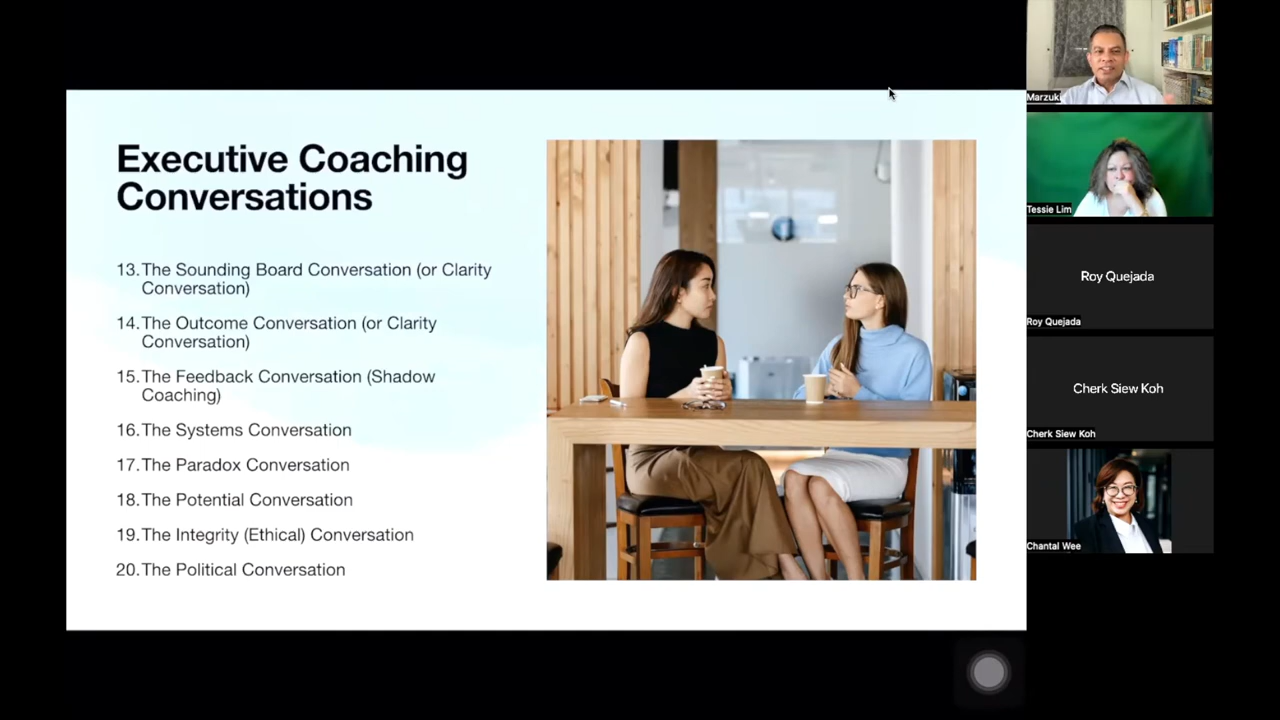 Executive Coaching
Conversations
13. The Sounding Board Conversation (or Clarity
Conversation)
14. The Outcome Conversation (or Clarity
Conversation)
15. The Feedback Conversation (Shadow
Coaching)
16. The Systems Conversation
17. The Paradox Conversation
18. The Potential Conversation
19. The Integrity (Ethical) Conversation
20. The Political Conversation
Marzuki
Tessie Lim
Roy Quejada
Roy Quejada
Cherk Siew Koh
Cherk Siew Koh
Chantal Wee